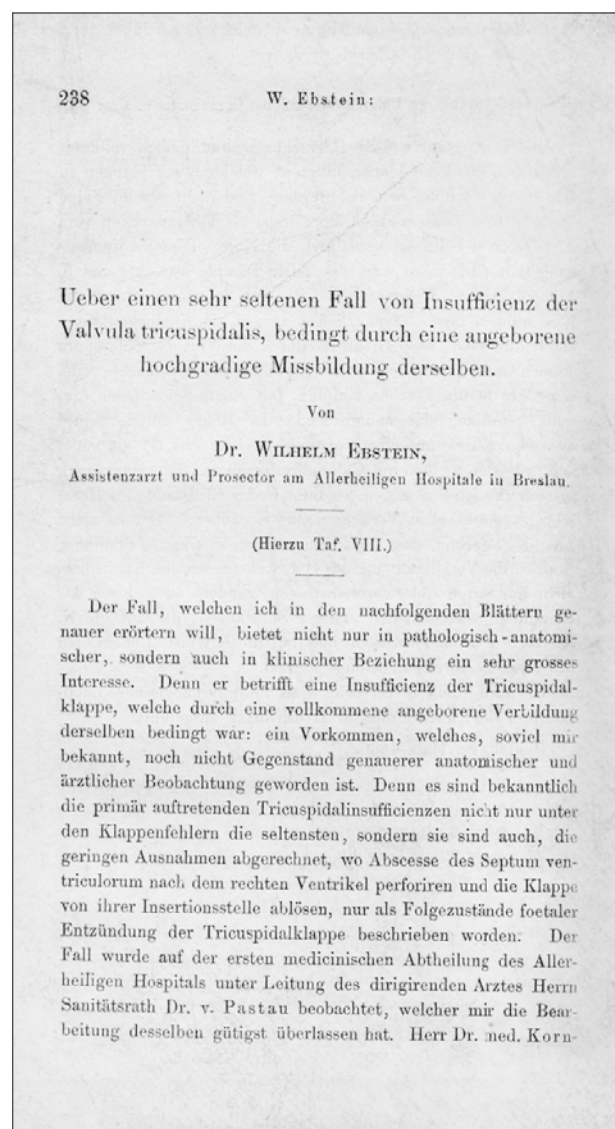 238
W. Ebstein:
Ueber einen sehr seltenen Fall von Insufficienz der
Valvula tricuspidalis, bedingt durch eine angeborene
hochgradige Missbildung derselben.
Von
Dr. WILHELM EBSTEIN,
Assistenzarzt und Prosector am Allerheiligen Hospitale in Breslau.
(Hierzu Taf. VIII.)
Der Fall, welchen ich in den nachfolgenden Blättern ge-
nauer erörtern will, bietet nicht nur in pathologisch-anatomi-
scher, sondern auch in klinischer Beziehung ein sehr grosses
Interesse. Denn er betrifft eine Insufficienz der Tricuspidal-
klappe, welche durch eine vollkommene angeborene Verbildung
derselben bedingt war: ein Vorkommen, welches, soviel mir
bekannt, noch nicht Gegenstand genauerer anatomischer und
ärztlicher Beobachtung geworden ist. Denn es sind bekanntlich
die primär auftretenden Tricuspidalinsufficienzen nicht nur unter
den Klappenfehlern die seltensten, sondern sie sind auch, die
geringen Ausnahmen abgerechnet, wo Abscesse des Septum ven-
triculorum nach dem rechten Ventrikel perforiren und die Klappe
von ihrer Insertionsstelle ablösen, nur als Folgezustände foetaler
Entzündung der Tricuspidalklappe beschrieben worden. Der
Fall wurde auf der ersten medicinischen Abtheilung des Aller-
heiligen Hospitals unter Leitung des dirigirenden Arztes Herrn
Sanitätsrath Dr. v. Pastau beobachtet, welcher mir die Bear-
beitung desselben gütigst überlassen hat. Herr Dr. med. Korn-